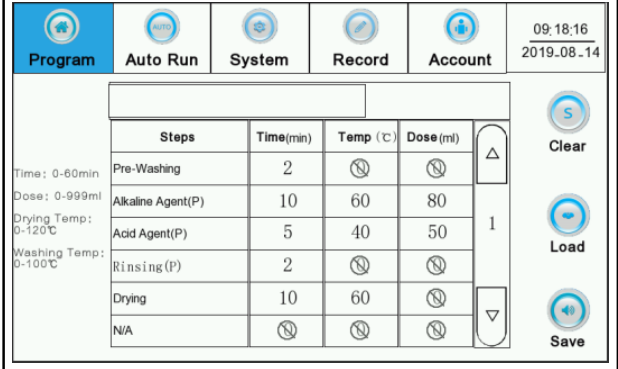 AUTO
Program
Auto Run
System
Record
Account
09:18:16
2019-08-14
Steps
Time(min)
Temp (℃)
Dose(ml)
Pre-Washing
2
Alkaline Agent(P)
10
60
80
Acid Agent(P)
5
40
50
Rinsing(P)
2
Drying
10
60
N/A
1
Time: 0-60min
Dose: 0-999ml
Drying Temp:
0-120℃
Washing Temp:
0-100℃
S
Clear
Load
Save